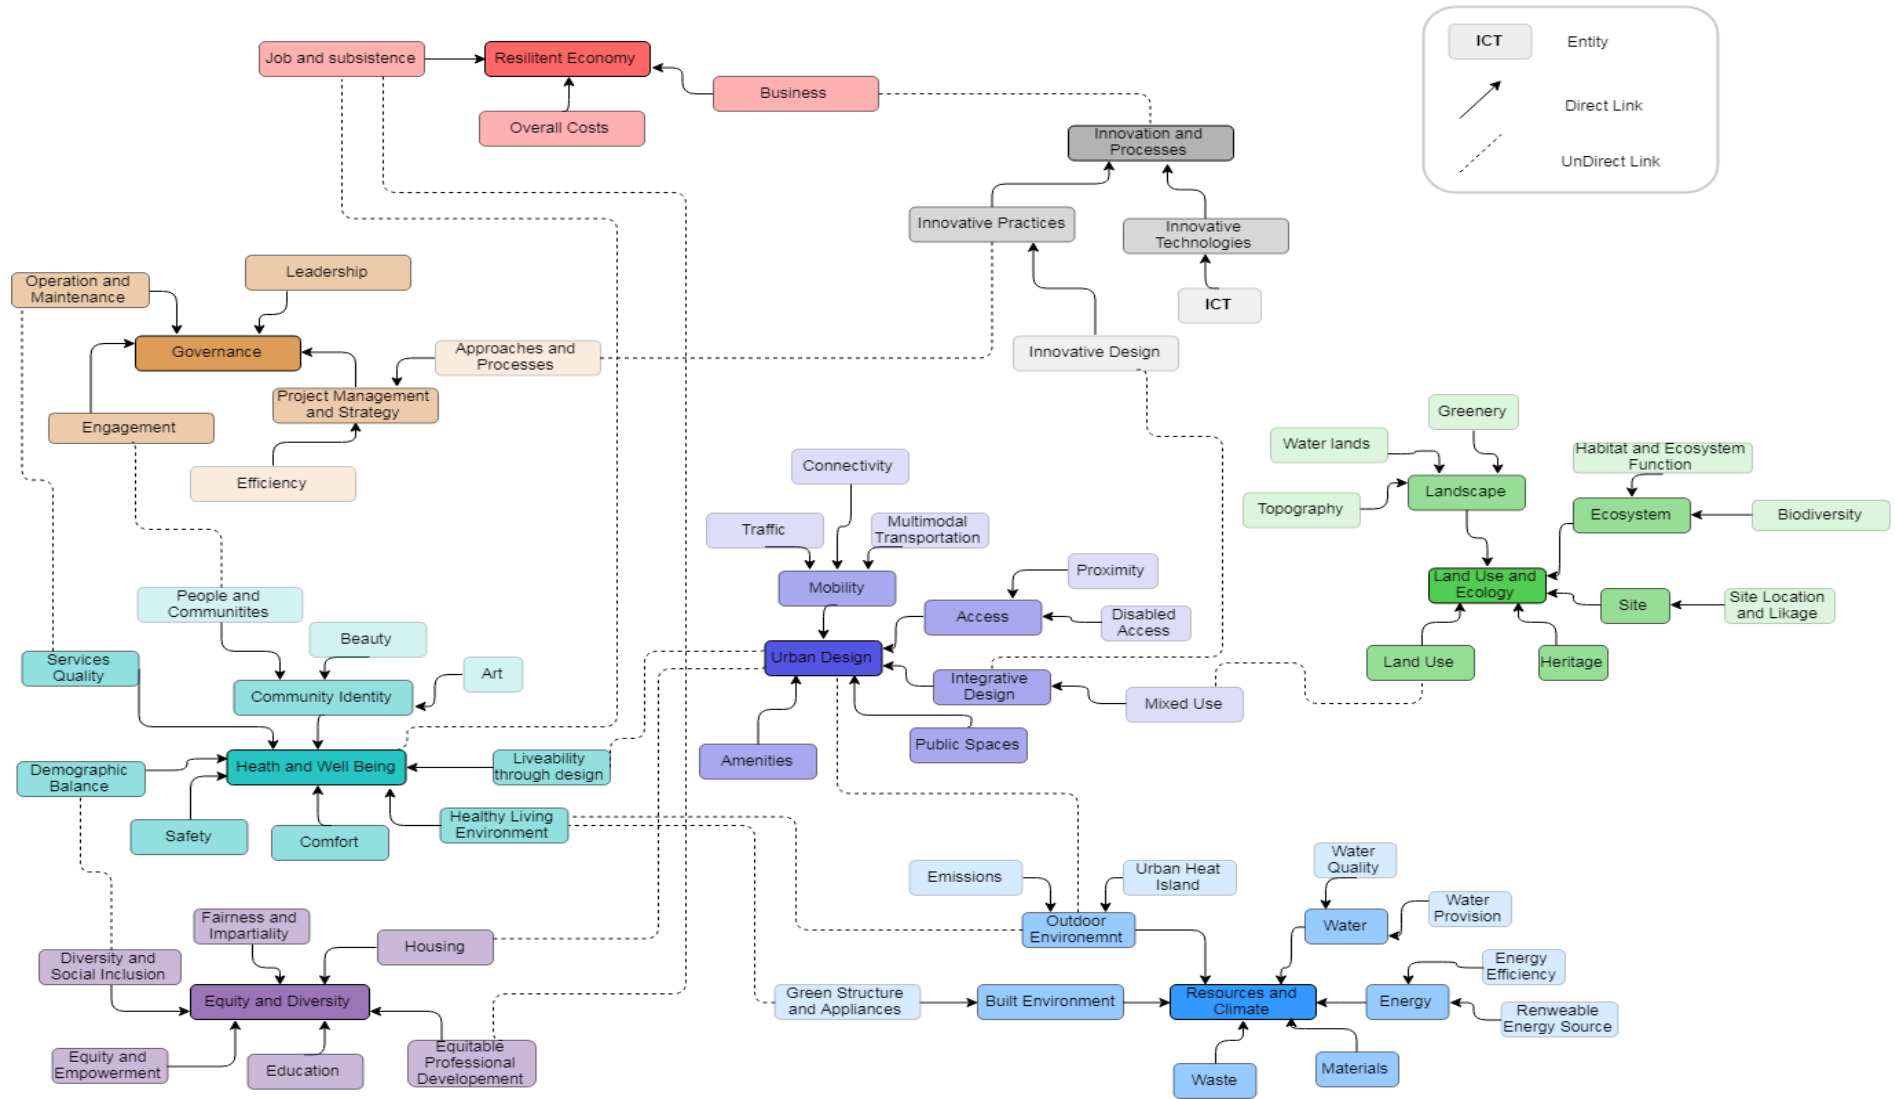 Job and subsistence
Resilitent Economy
Business
Overall Costs
Innovation and
Processes
ICT
Entity
Direct Link
UnDirect Link
Innovative Practices
Innovative
Technologies
ICT
Innovative Design
Operation and
Maintenance
Leadership
Governance
Approaches and
Processes
Project Management
and Strategy
Engagement
Efficiency
Connectivity
Traffic
Multimodal
Transportation
Mobility
Proximity
Access
Disabled
Access
Urban Design
Integrative
Design
Mixed Use
Amenities
Public Spaces
Greenery
Water lands
Habitat and Ecosystem
Function
Landscape
Topography
Ecosystem
Biodiversity
Land Use and
Ecology
Site
Site Location
and Likage
Land Use
Heritage
People and
Communitites
Beauty
Services
Quality
Community Identity
Art
Heath and Well Being
Liveability
through design
Demographic
Balance
Safety
Comfort
Healthy Living
Environment
Fairness and
Impartiality
Housing
Diversity and
Social Inclusion
Equity and Diversity
Equity and
Empowerment
Education
Equitable
Professional
Developement
Emissions
Urban Heat
Island
Water
Quality
Outdoor
Environemnt
Water
Water
Provision
Energy
Efficiency
Green Structure
and Appliances
Built Environment
Resources and
Climate
Energy
Renweable
Energy Source
Waste
Materials